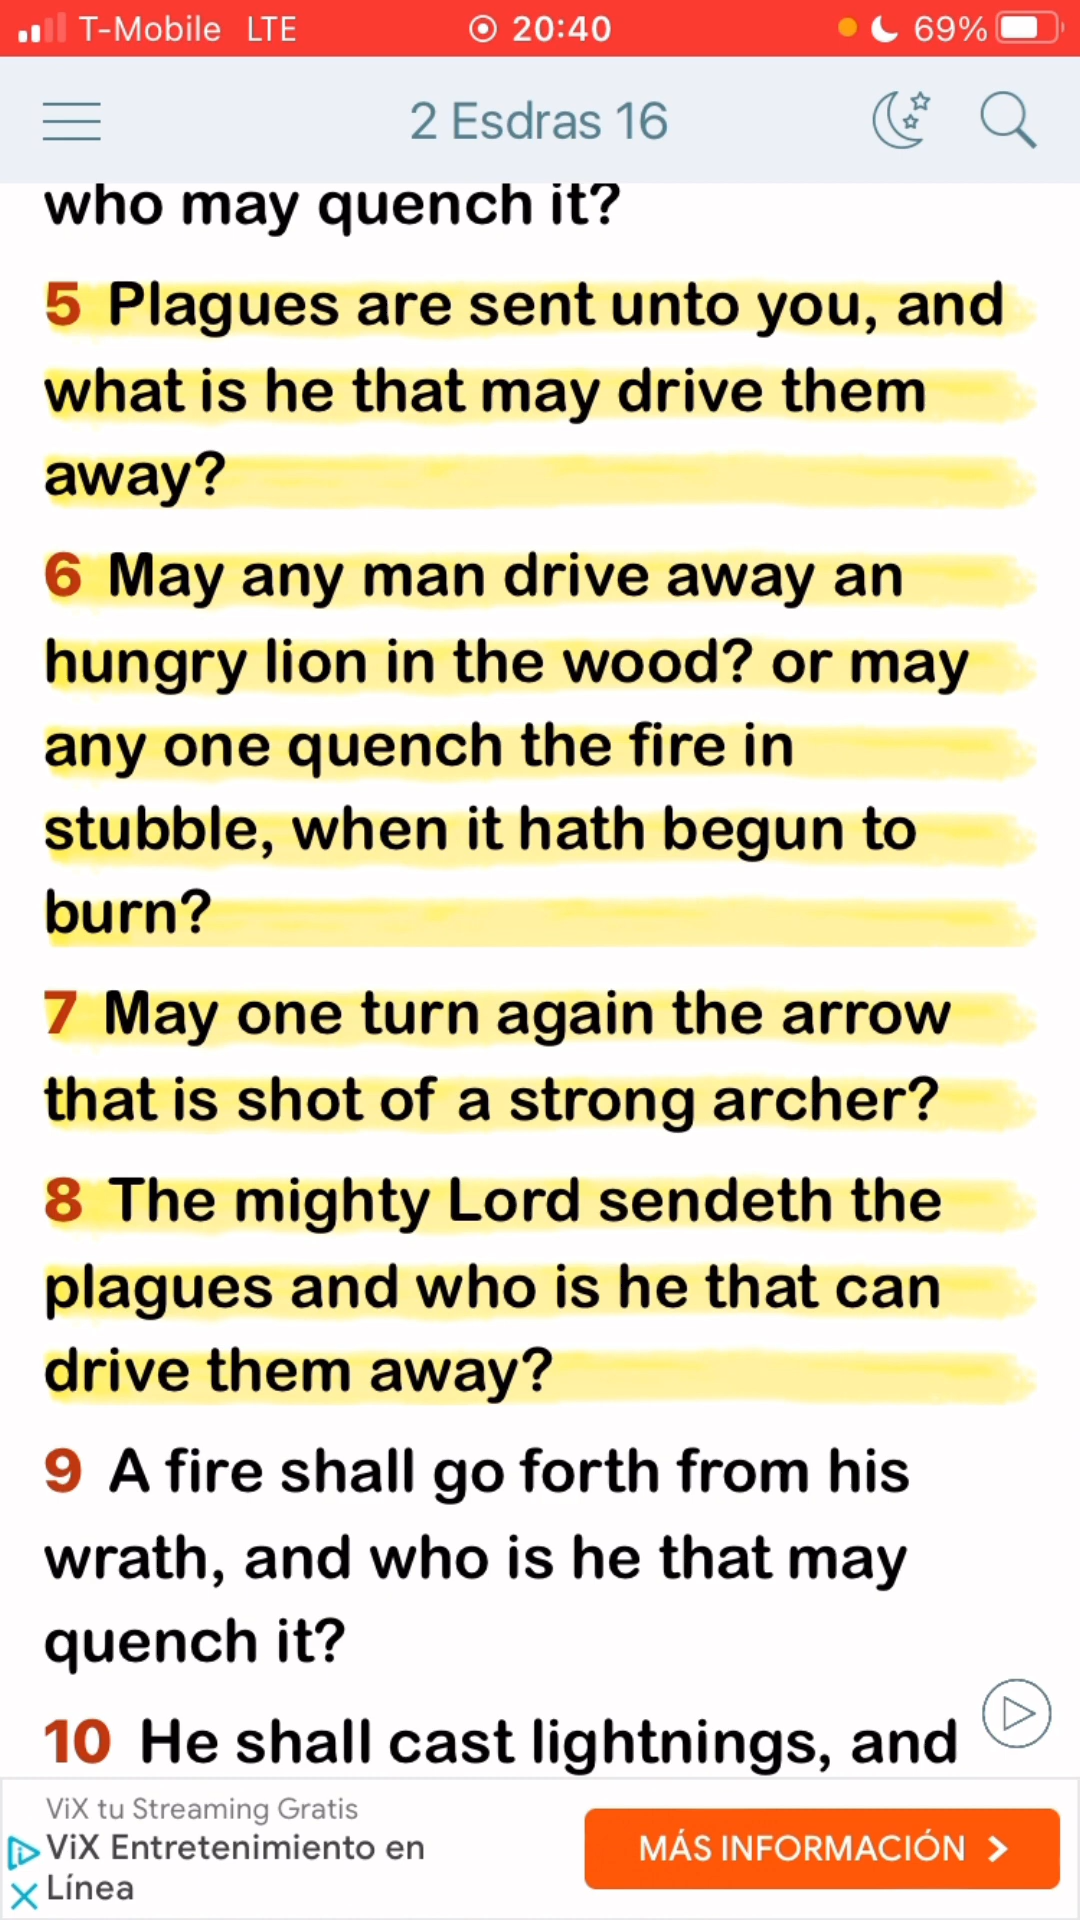 T-Mobile LTE 20:40 69%
2 Esdras 16
who may quench it?
5 Plagues are sent unto you, and
what is he that may drive them
away?
6 May any man drive away an
hungry lion in the wood? or may
any one quench the fire in
stubble, when it hath begun to
burn?
7 May one turn again the arrow
that is shot of a strong archer?
8 The mighty Lord sendeth the
plagues and who is he that can
drive them away?
9 A fire shall go forth from his
wrath, and who is he that may
quench it?
10 He shall cast lightnings, and
ViX tu Streaming Gratis
ViX Entretenimiento en
Línea
MÁS INFORMACIÓN